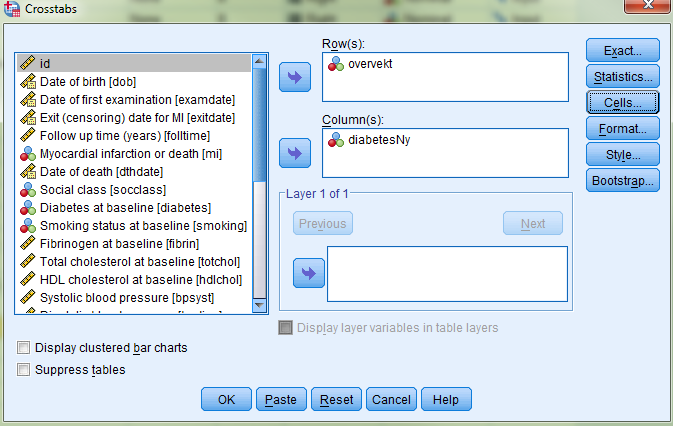 Crosstabs
id
Date of birth [dob]
Date of first examination [examdate]
Exit (censoring) date for MI [exitdate]
Follow up time (years) [folltime]
Myocardial infarction or death [mi]
Date of death [dthdate]
Social class [socclass]
Diabetes at baseline [diabetes]
Smoking status at baseline [smoking]
Fibrinogen at baseline [fibrin]
Total cholesterol at baseline [totchol]
HDL cholesterol at baseline [hdlchol]
Systolic blood pressure [bpsyst]
Row(s):
overvekt
Column(s):
diabetesNy
Layer 1 of 1
Previous
Next
Display layer variables in table layers
Exact...
Statistics...
Cells...
Format...
Style...
Bootstrap...
Display clustered bar charts
Suppress tables
OK
Paste
Reset
Cancel
Help